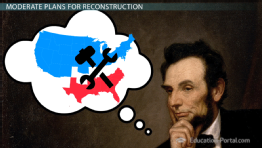 MODERATE PLANS FOR RECONSTRUCTION
Education-Portal.com